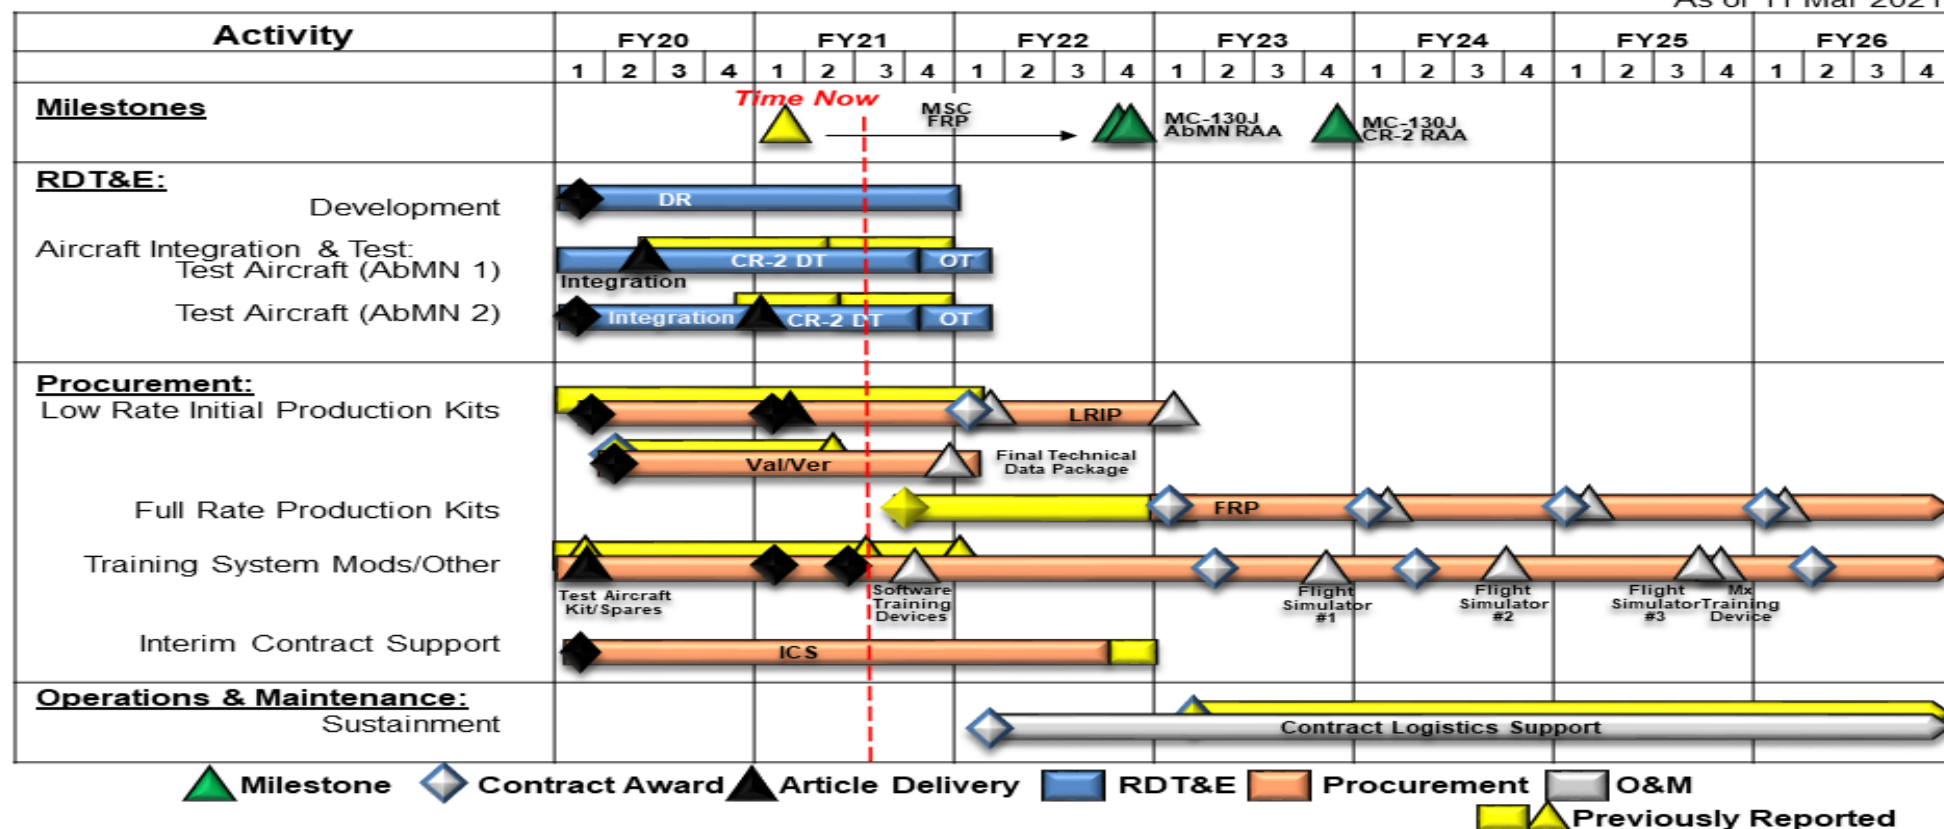 As of 11 Mar 2021
Activity
FY20 FY21 FY22 FY23 FY24 FY25 FY26
1 2 3 4 1 2 3 4 1 2 3 4 1 2 3 4 1 2 3 4 1 2 3 4 1 2 3 4
Time Now
Milestones
MSC
FRP
MC-130J
AbMN RAA
MC-130J
CR-2 RAA
RDT&E:
Development
DR
Aircraft Integration & Test:
Test Aircraft (AbMN 1)
CR-2 DT
OT
Integration
Test Aircraft (AbMN 2)
Integration
CR-2 DT
OT
Procurement:
Low Rate Initial Production Kits
LRIP
Val/Ver
Final Technical
Data Package
Full Rate Production Kits
FRP
Training System Mods/Other
Test Aircraft
Kit/Spares
Software
Training
Devices
Flight
Simulator
#1
Flight
Simulator
#2
Flight
Simulator
#3
Mx
Training
Device
Interim Contract Support
ICS
Operations & Maintenance:
Sustainment
Contract Logistics Support
Milestone Contract Award Article Delivery RDT&E Procurement O&M
Previously Reported